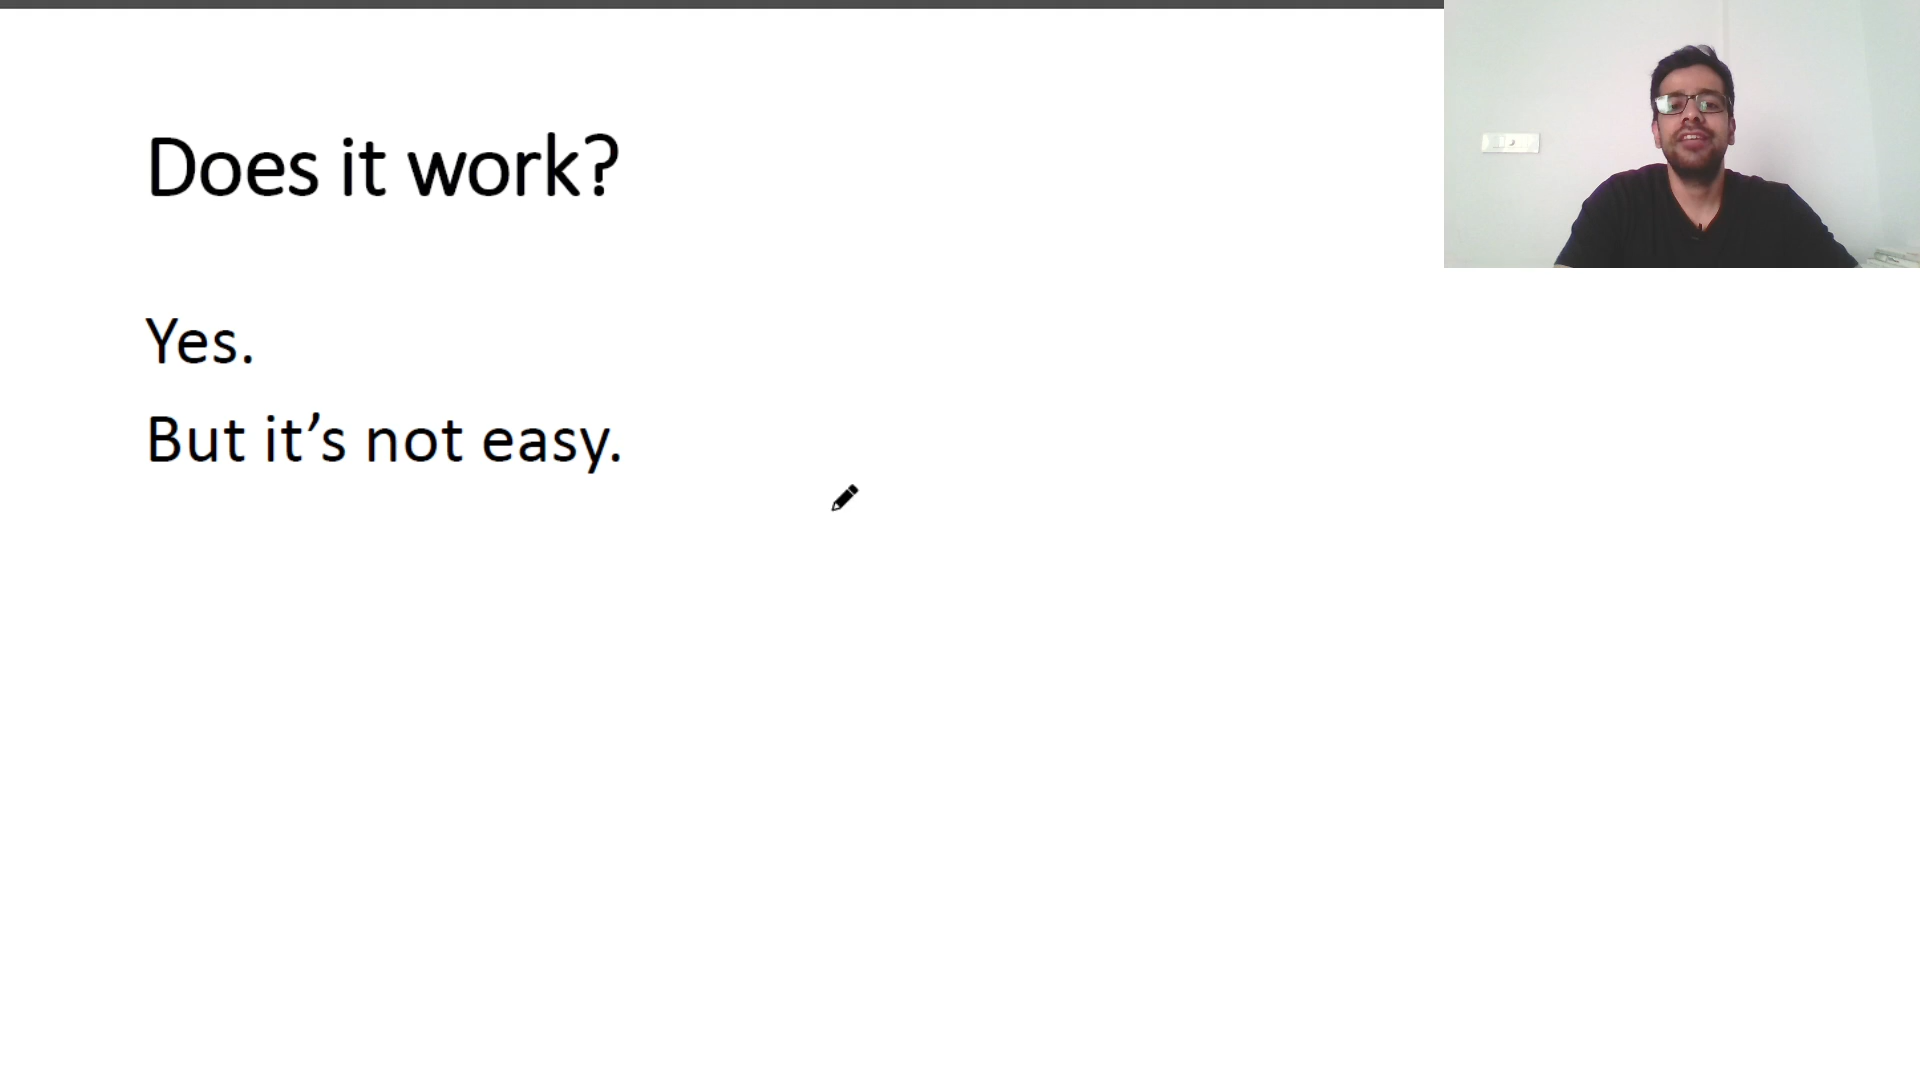 Does it work?
Yes.
But it’s not easy.